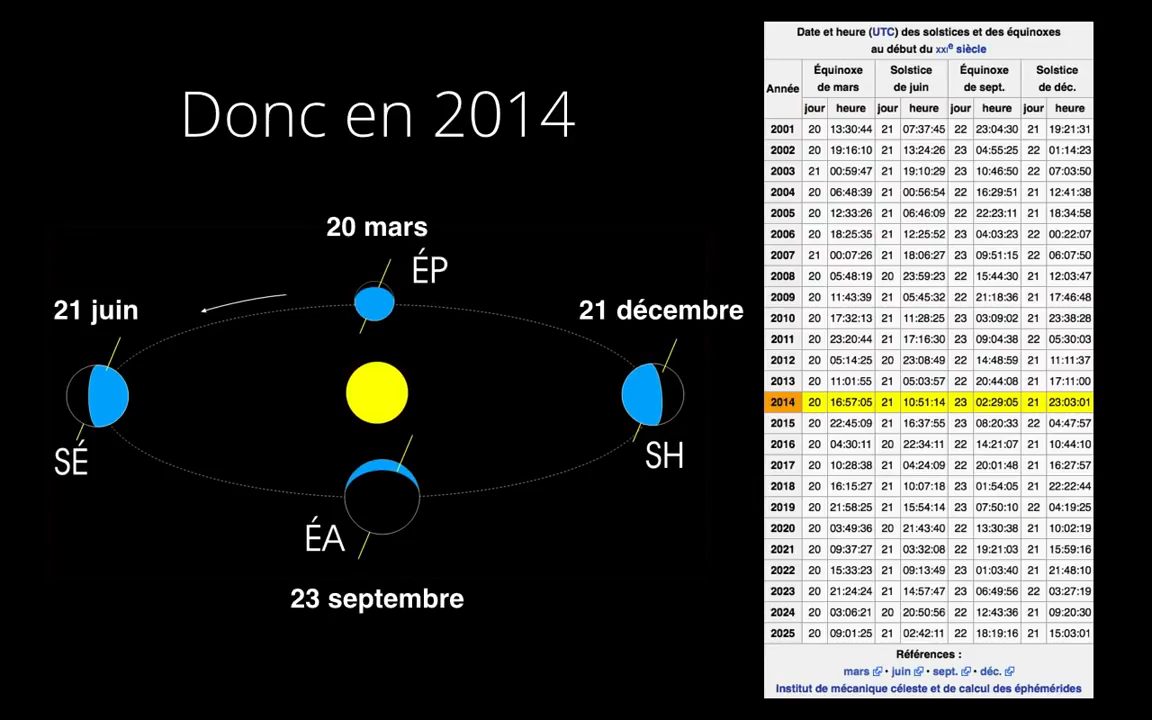 Donc en 2014
20 mars
ÉP
21 juin
21 décembre
SÉ
SH
ÉA
23 septembre
Date et heure (UTC) des solstices et des équinoxes
au début du XXIe siècle
Année
Équinoxe de mars
Solstice de juin
Équinoxe de sept.
Solstice de déc.
jour heure jour heure jour heure jour heure
2001 20 13:30:44 21 07:37:45 22 23:04:30 21 19:21:31
2002 20 19:16:10 21 13:24:26 23 04:55:25 22 01:14:23
2003 21 00:59:47 21 19:10:29 23 10:46:50 22 07:03:50
2004 20 06:48:39 21 00:56:54 22 16:29:51 21 12:41:38
2005 20 12:33:26 21 06:46:09 22 22:23:11 21 18:34:58
2006 20 18:25:35 21 12:25:52 23 04:03:23 22 00:22:07
2007 21 00:07:26 21 18:06:27 23 09:51:15 22 06:07:50
2008 20 05:48:19 20 23:59:23 22 15:44:30 21 12:03:47
2009 20 11:43:39 21 05:45:32 22 21:18:36 21 17:46:48
2010 20 17:32:13 21 11:28:25 23 03:09:02 21 23:38:28
2011 20 23:20:44 21 17:16:30 23 09:04:38 22 05:30:03
2012 20 05:14:25 20 23:08:49 22 14:48:59 21 11:11:37
2013 20 11:01:55 21 05:03:57 22 20:44:08 21 17:11:00
2014 20 16:57:05 21 10:51:14 23 02:29:05 21 23:03:01
2015 20 22:45:09 21 16:37:55 23 08:20:33 22 04:47:57
2016 20 04:30:11 20 22:34:11 22 14:21:07 21 10:44:10
2017 20 10:28:38 21 04:24:09 22 20:01:48 21 16:27:57
2018 20 16:15:27 21 10:07:18 23 01:54:05 21 22:22:44
2019 20 21:58:25 21 15:54:14 23 07:50:10 22 04:19:25
2020 20 03:49:36 20 21:43:40 22 13:30:38 21 10:02:19
2021 20 09:37:27 21 03:32:08 22 19:21:03 21 15:59:16
2022 20 15:33:23 21 09:13:49 23 01:03:40 21 21:48:10
2023 20 21:24:24 21 14:57:47 23 06:49:56 22 03:27:19
2024 20 03:06:21 20 20:50:56 22 12:43:36 21 09:20:30
2025 20 09:01:25 21 02:42:11 22 18:19:16 21 15:03:01
Références :
mars • juin • sept. • déc.
Institut de mécanique céleste et de calcul des éphémérides